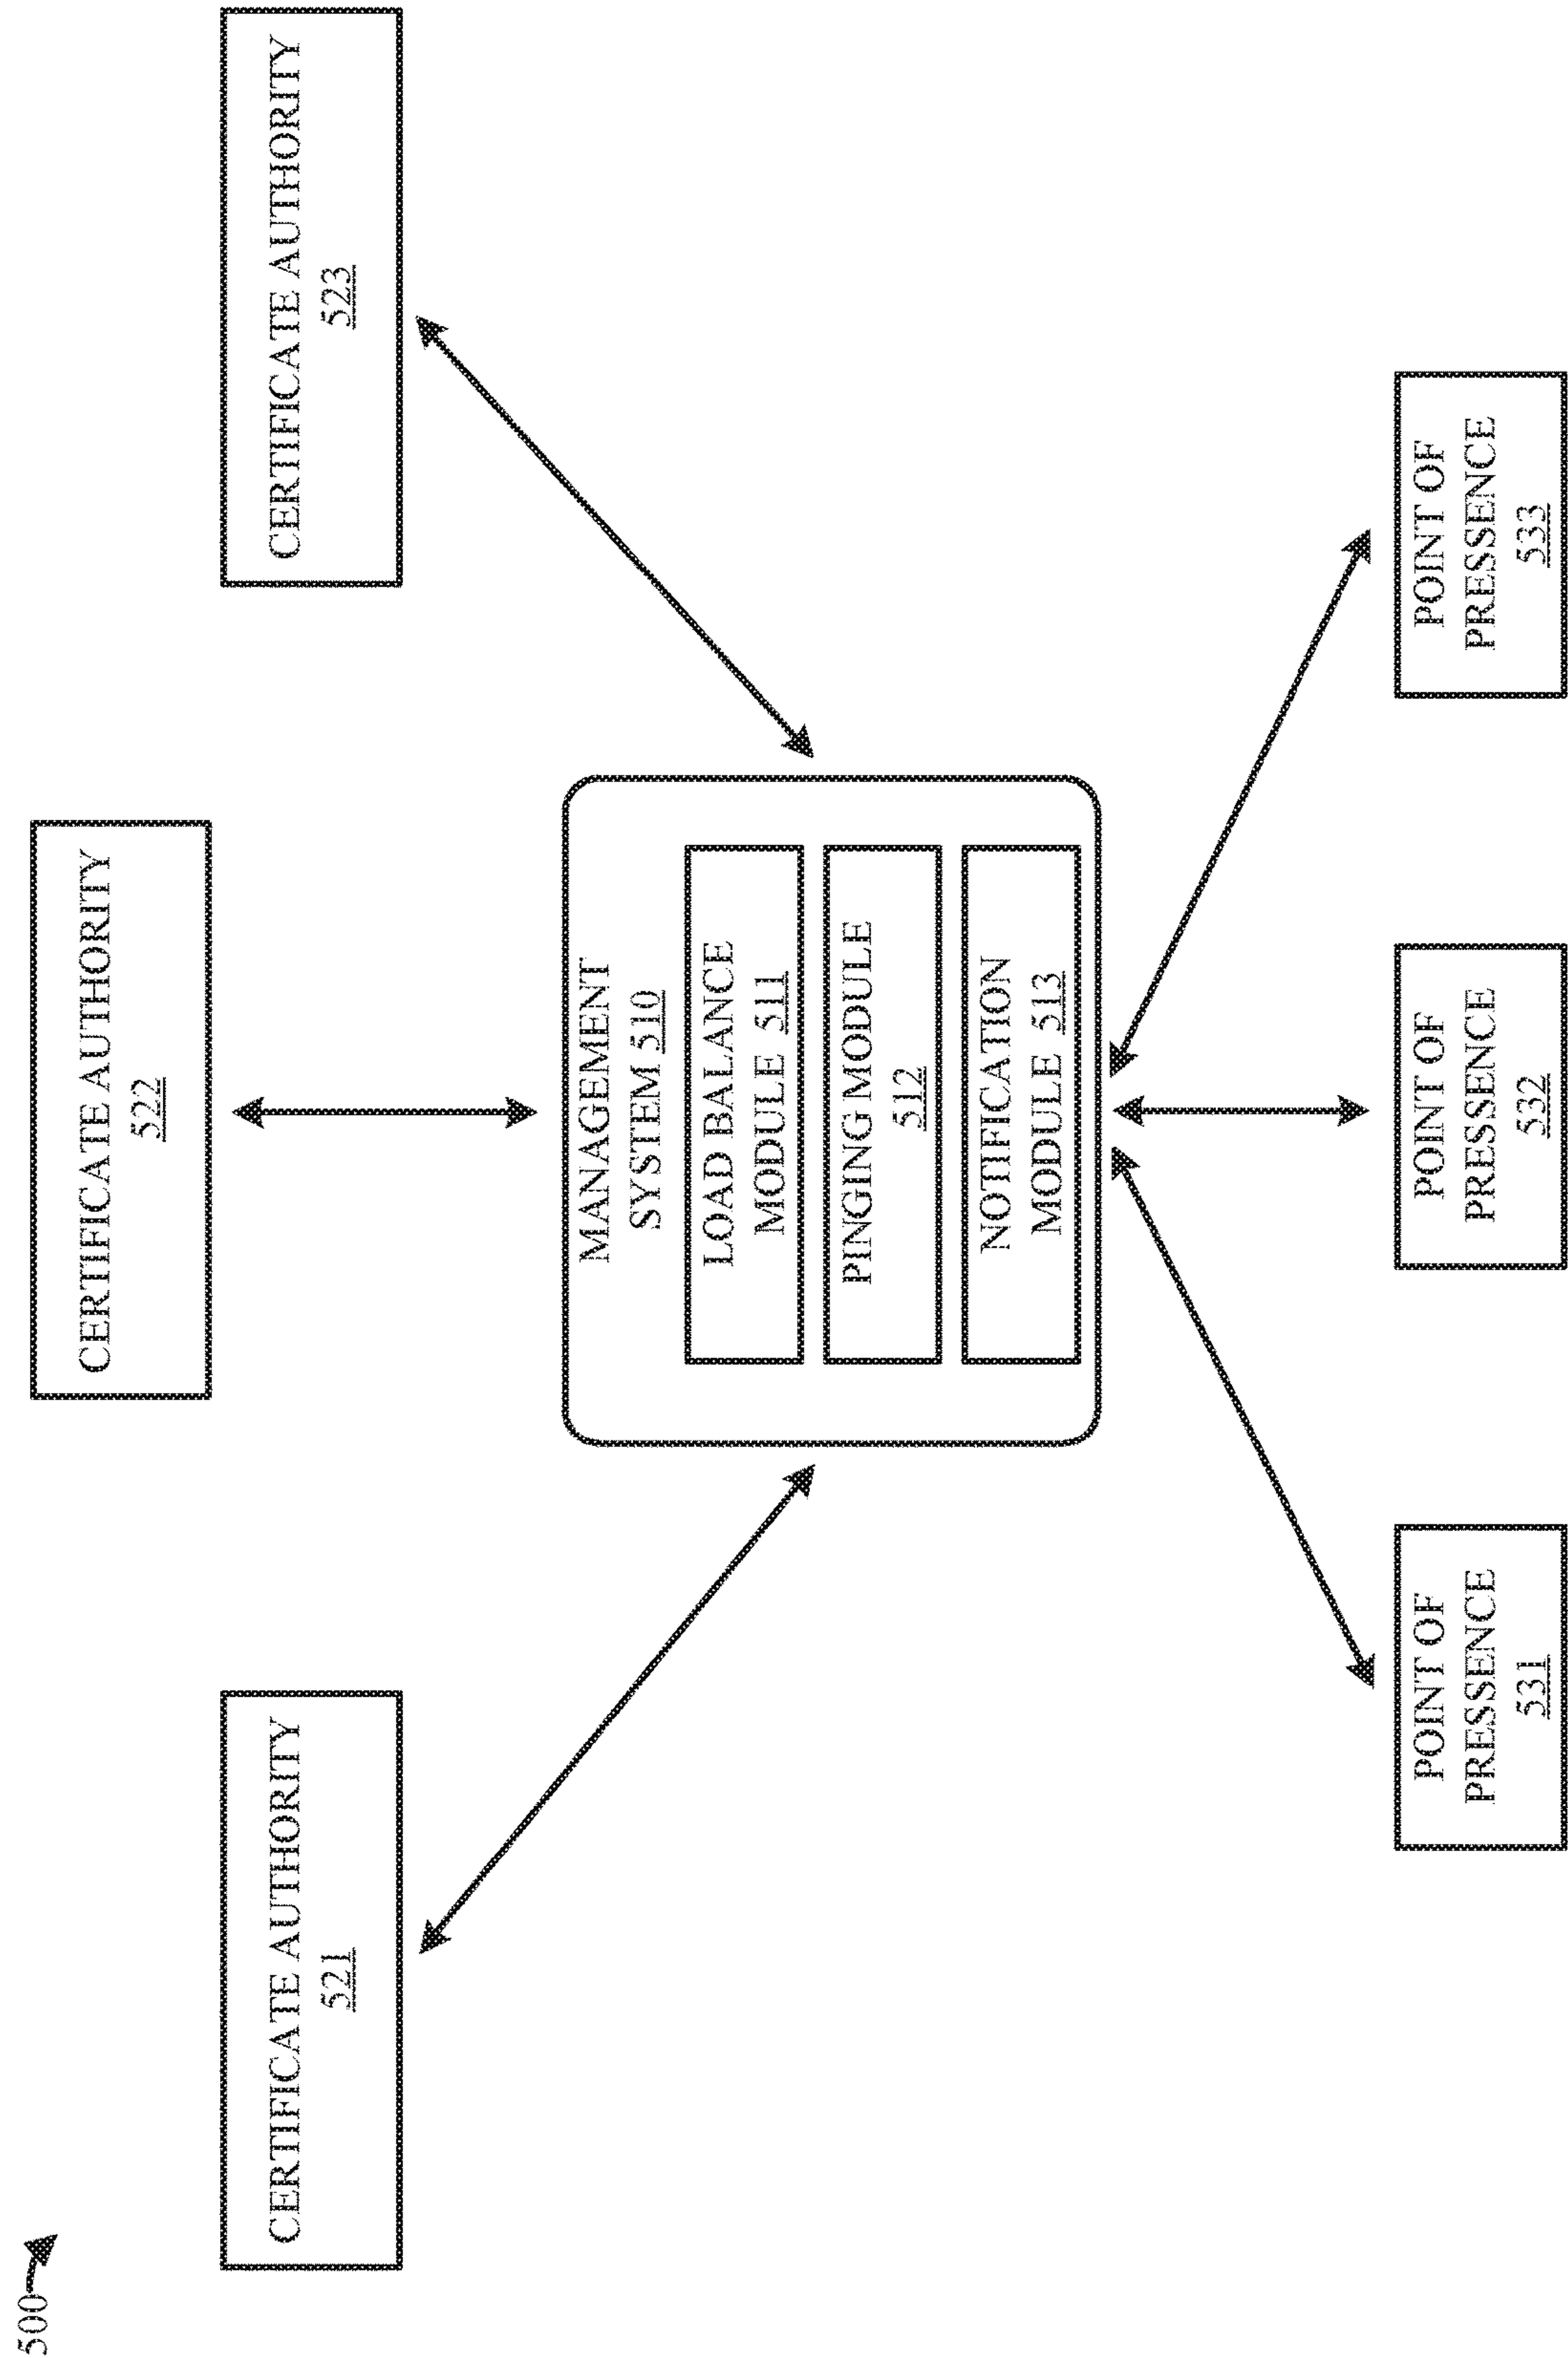 500
CERTIFICATE AUTHORITY
522
CERTIFICATE AUTHORITY
521
CERTIFICATE AUTHORITY
523
MANAGEMENT
SYSTEM 510
LOAD BALANCE
MODULE 511
PINGING MODULE
512
NOTIFICATION
MODULE 513
POINT OF
PRESSENCE
531
POINT OF
PRESSENCE
532
POINT OF
PRESSENCE
533